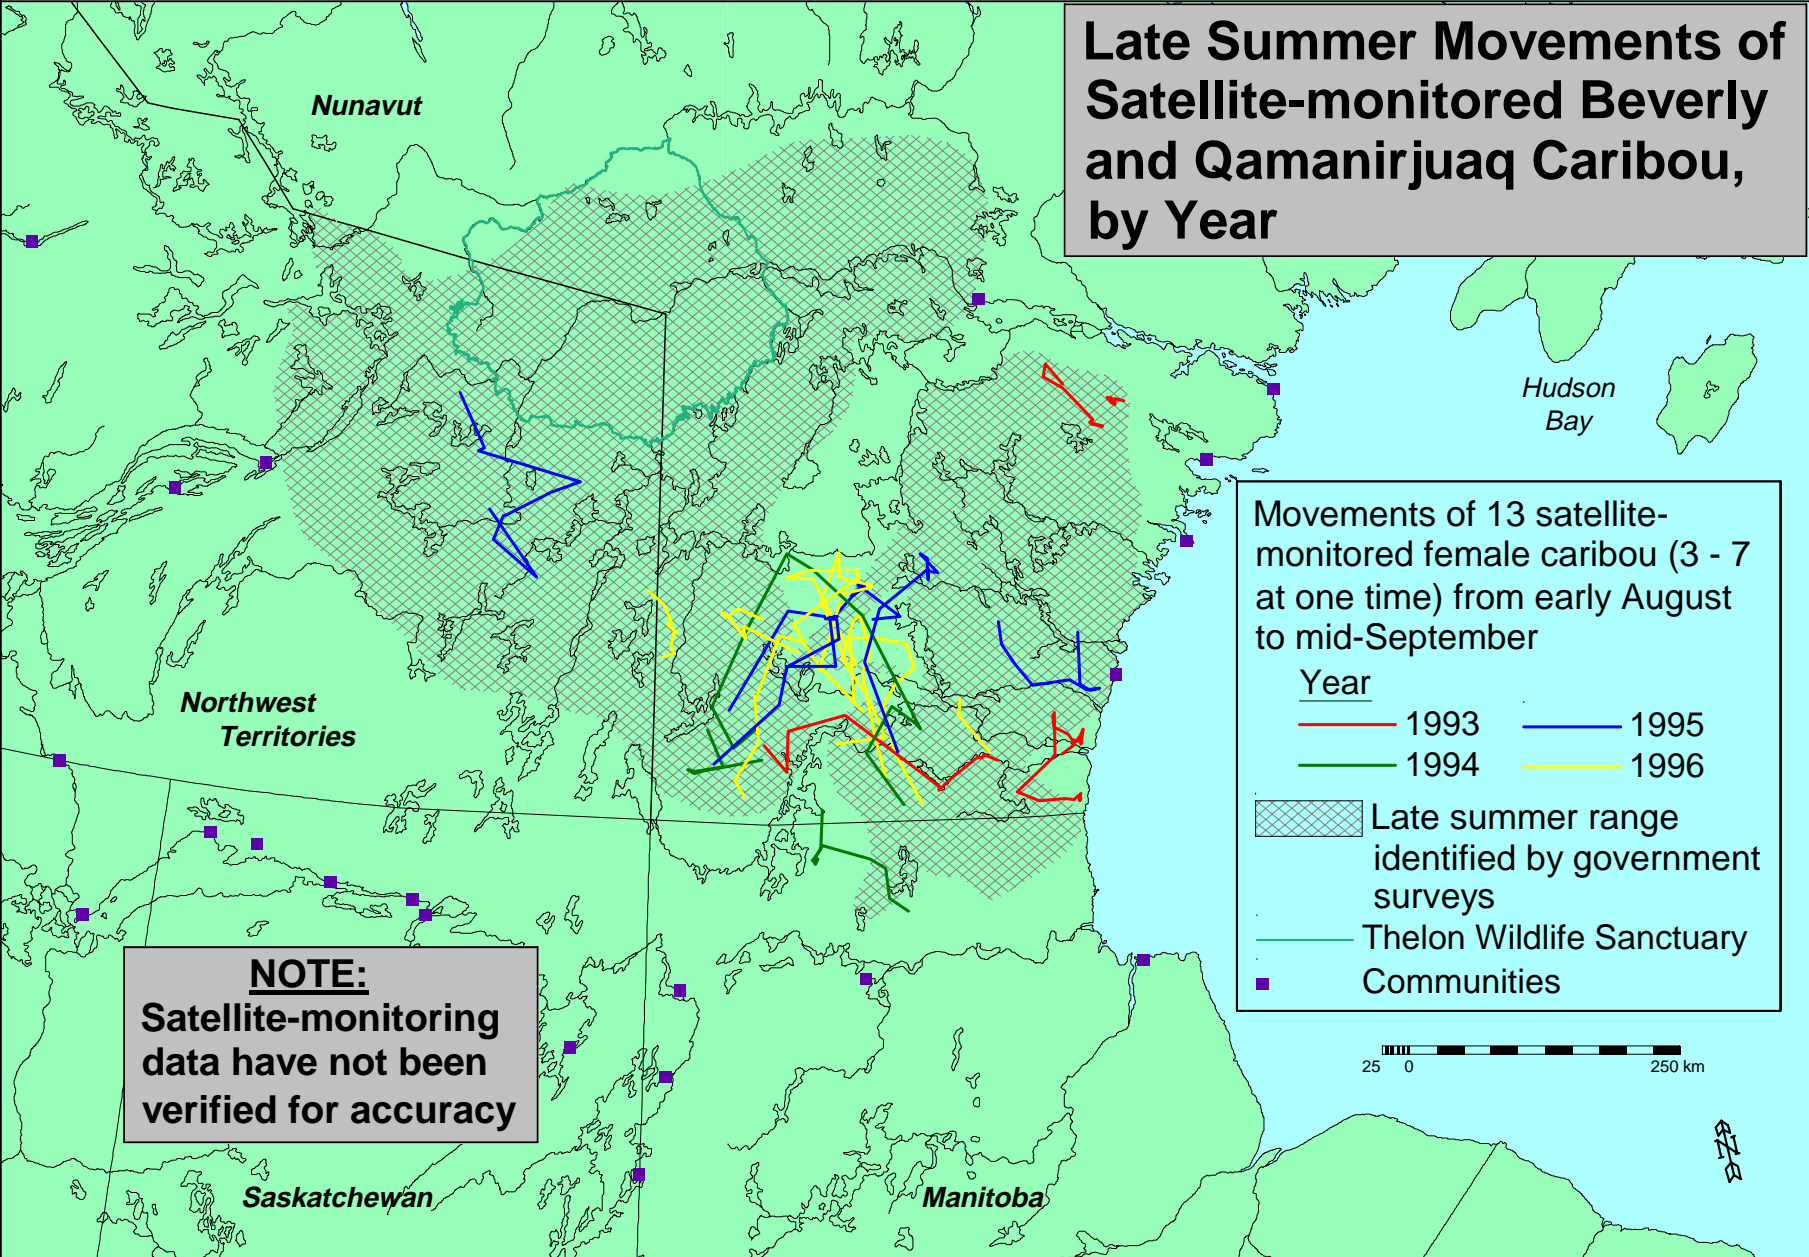 Late Summer Movements of
Satellite-monitored Beverly
and Qamanirjuaq Caribou,
by Year
Nunavut
Hudson
Bay
Movements of 13 satellite-
monitored female caribou (3 - 7
at one time) from early August
to mid-September
Year
1993
1995
1994
1996
Late summer range
identified by government
surveys
Thelon Wildlife Sanctuary
Communities
Northwest
Territories
NOTE:
Satellite-monitoring
data have not been
verified for accuracy
25 0 250 km
N
Saskatchewan
Manitoba